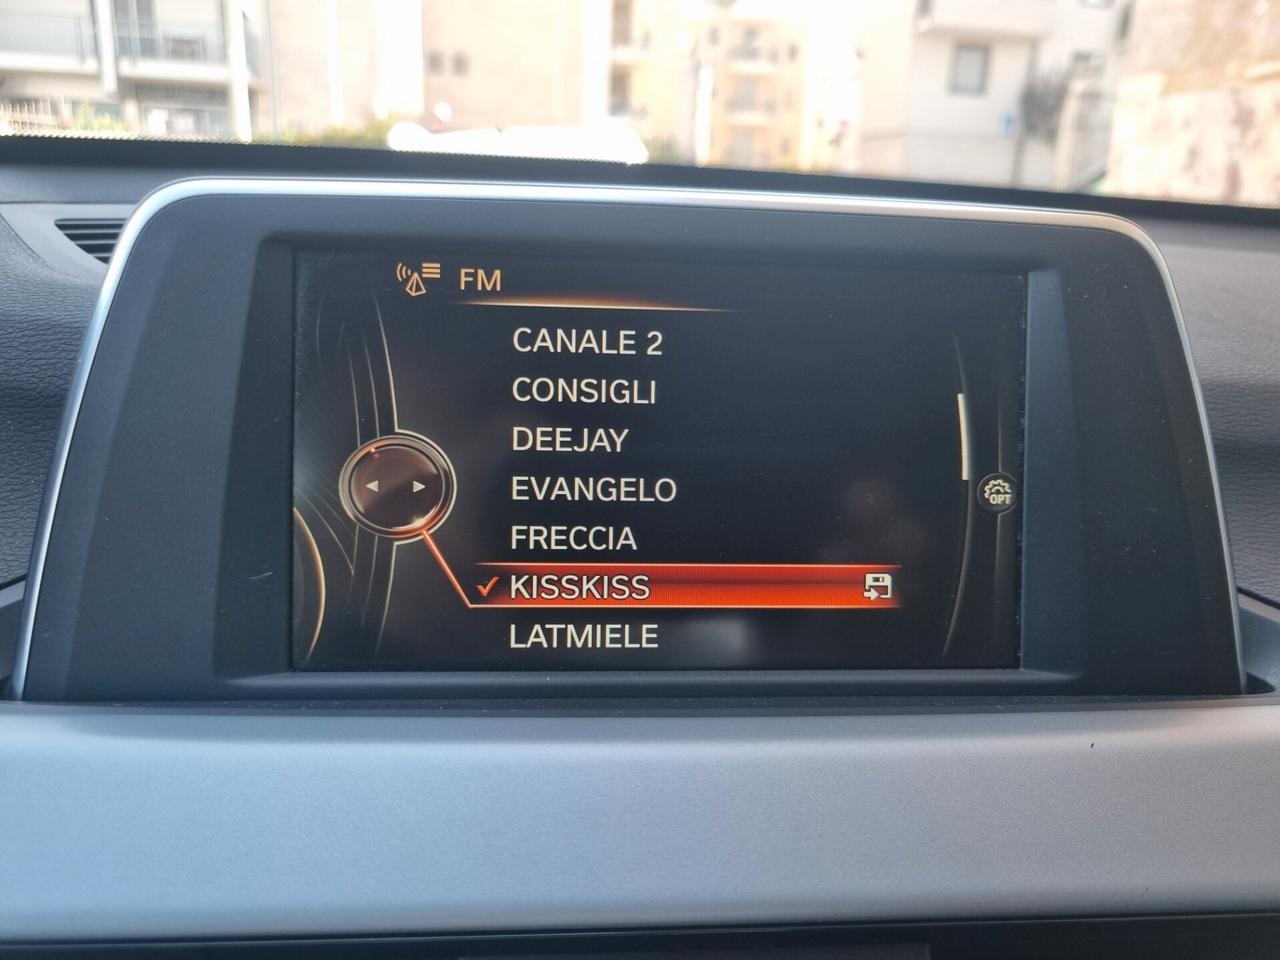 FM
CANALE 2
CONSIGLI
DEEJAY
EVANGELO
FRECCIA
KISSKISS
LATMIELE
OPT